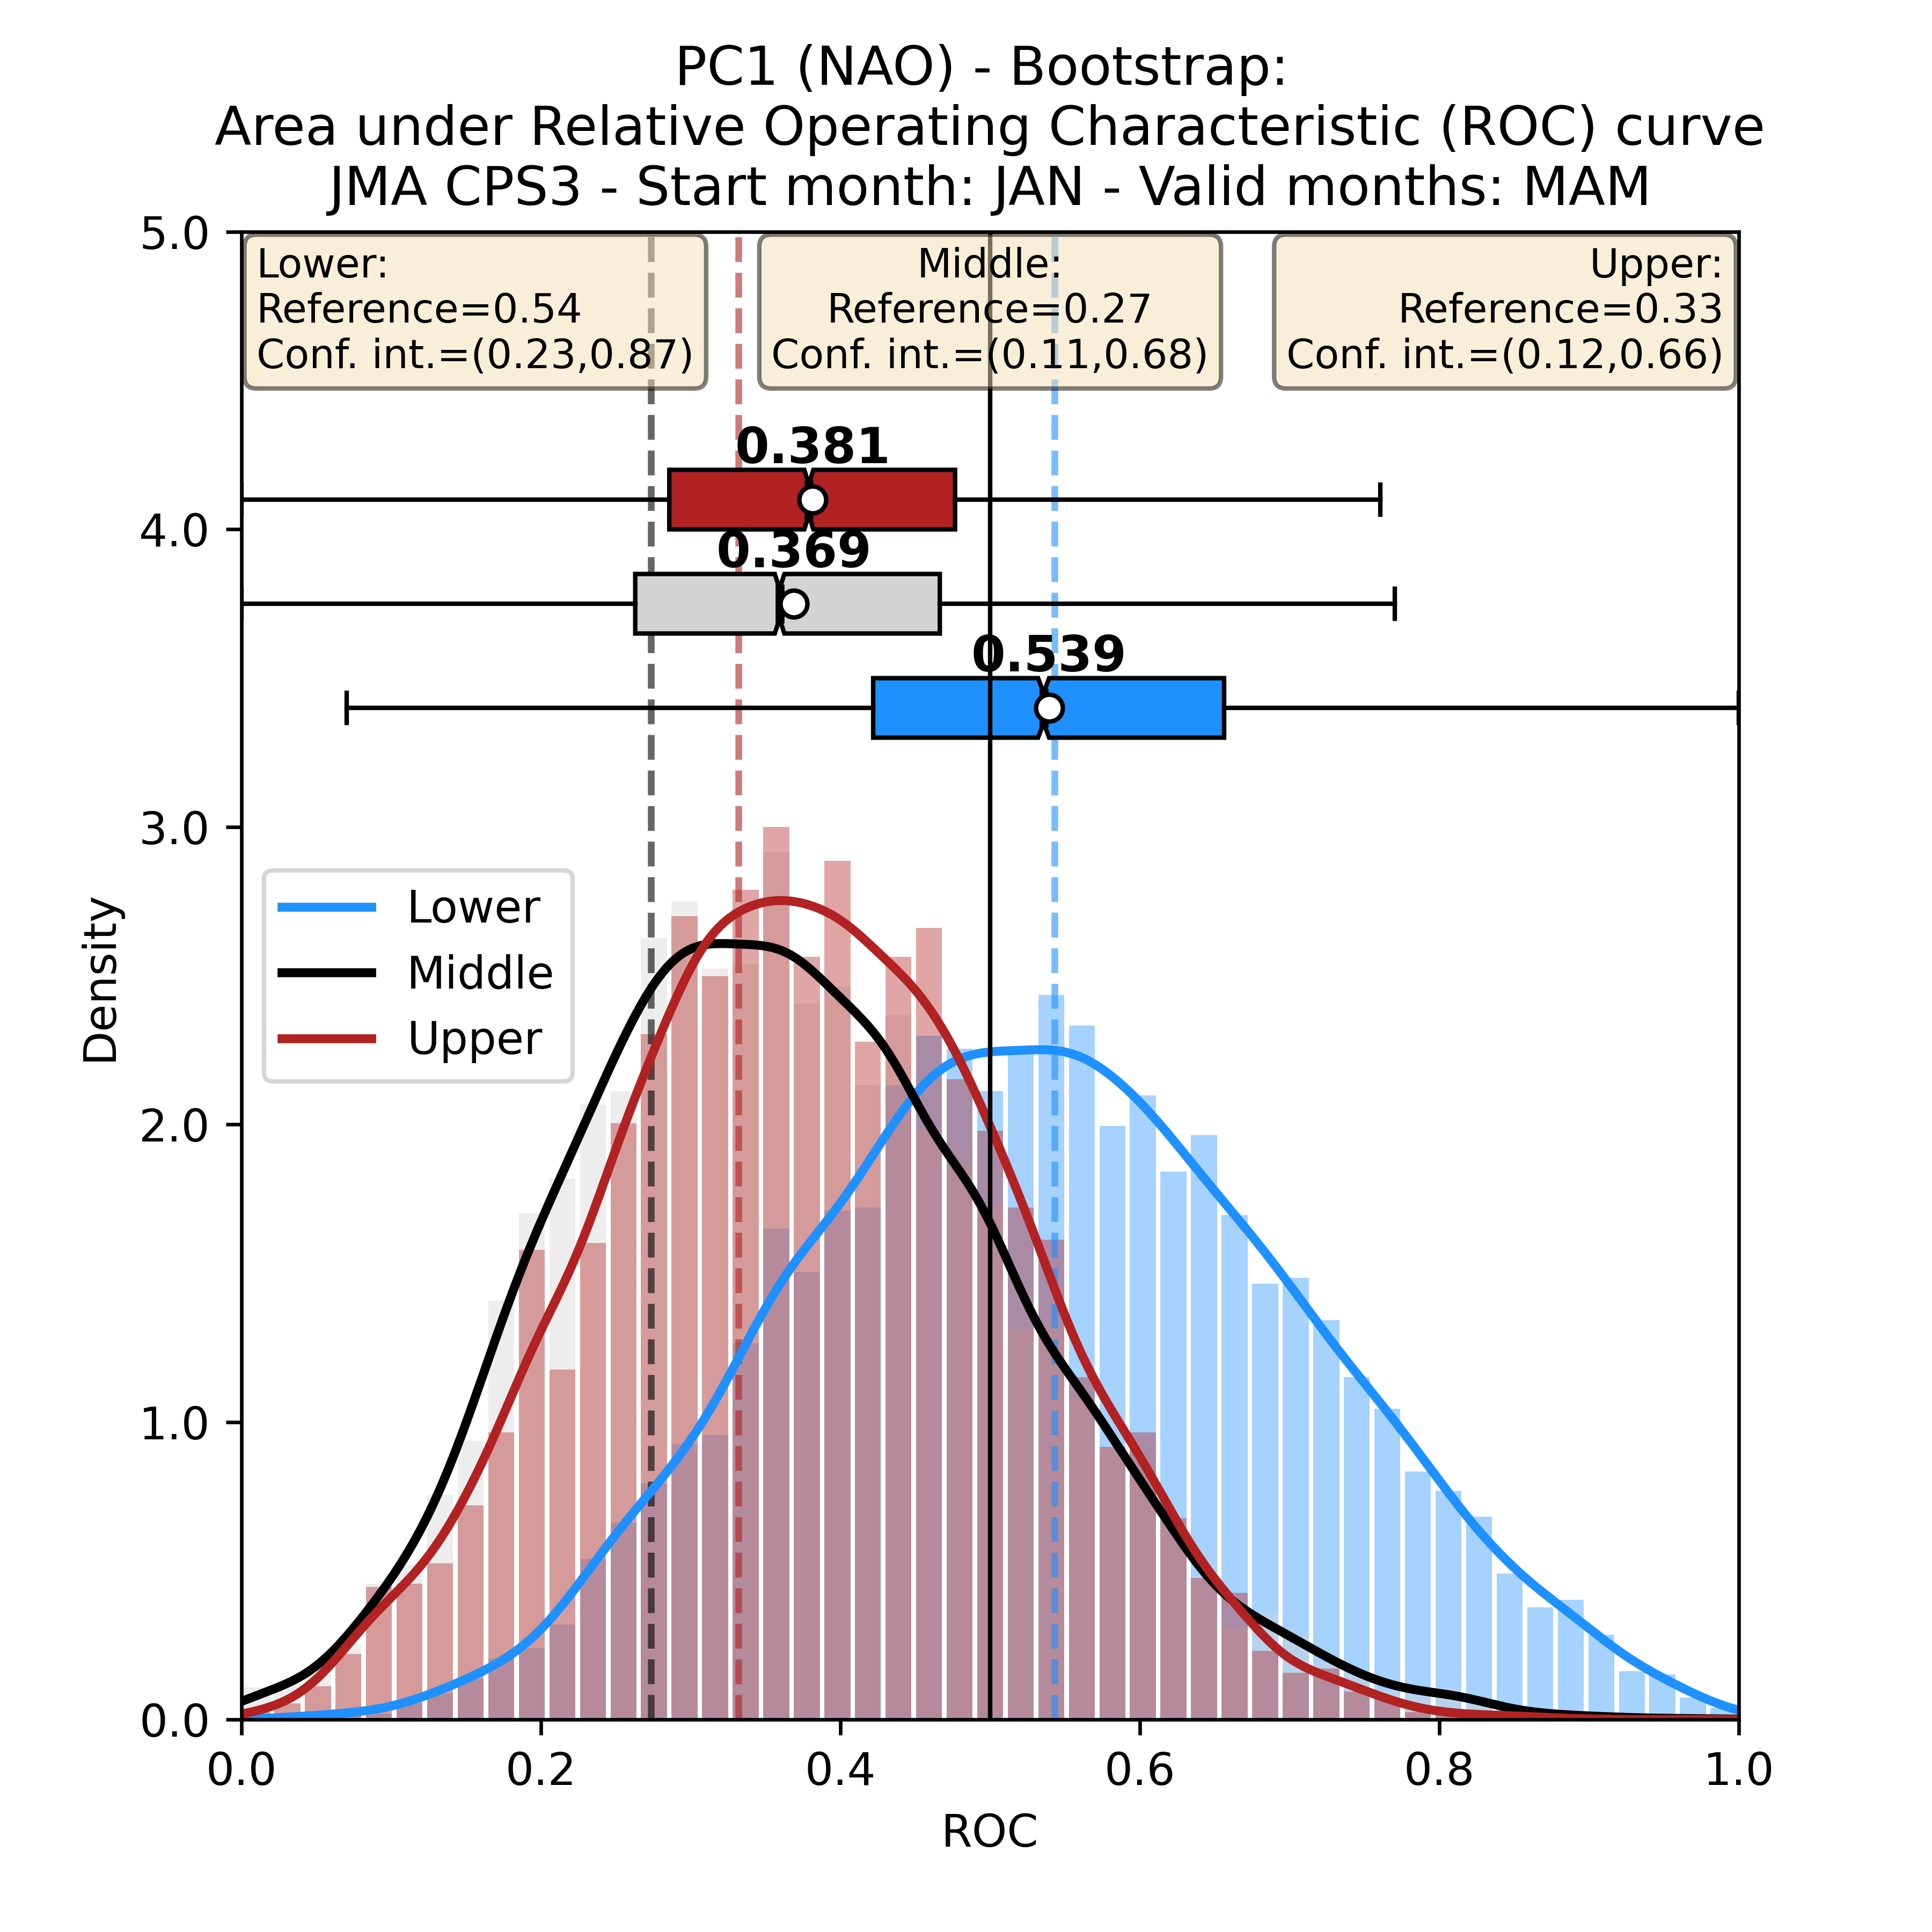 PC1 (NAO) - Bootstrap:
Area under Relative Operating Characteristic (ROC) curve
JMA CPS3 - Start month: JAN - Valid months: MAM
Lower:
Reference=0.54
Conf. int.=(0.23,0.87)
Middle:
Reference=0.27
Conf. int.=(0.11,0.68)
Upper:
Reference=0.33
Conf. int.=(0.12,0.66)
0.381
0.369
0.539
Lower
Middle
Upper
Density
5.0
4.0
3.0
2.0
1.0
0.0
0.0 0.2 0.4 0.6 0.8 1.0
ROC